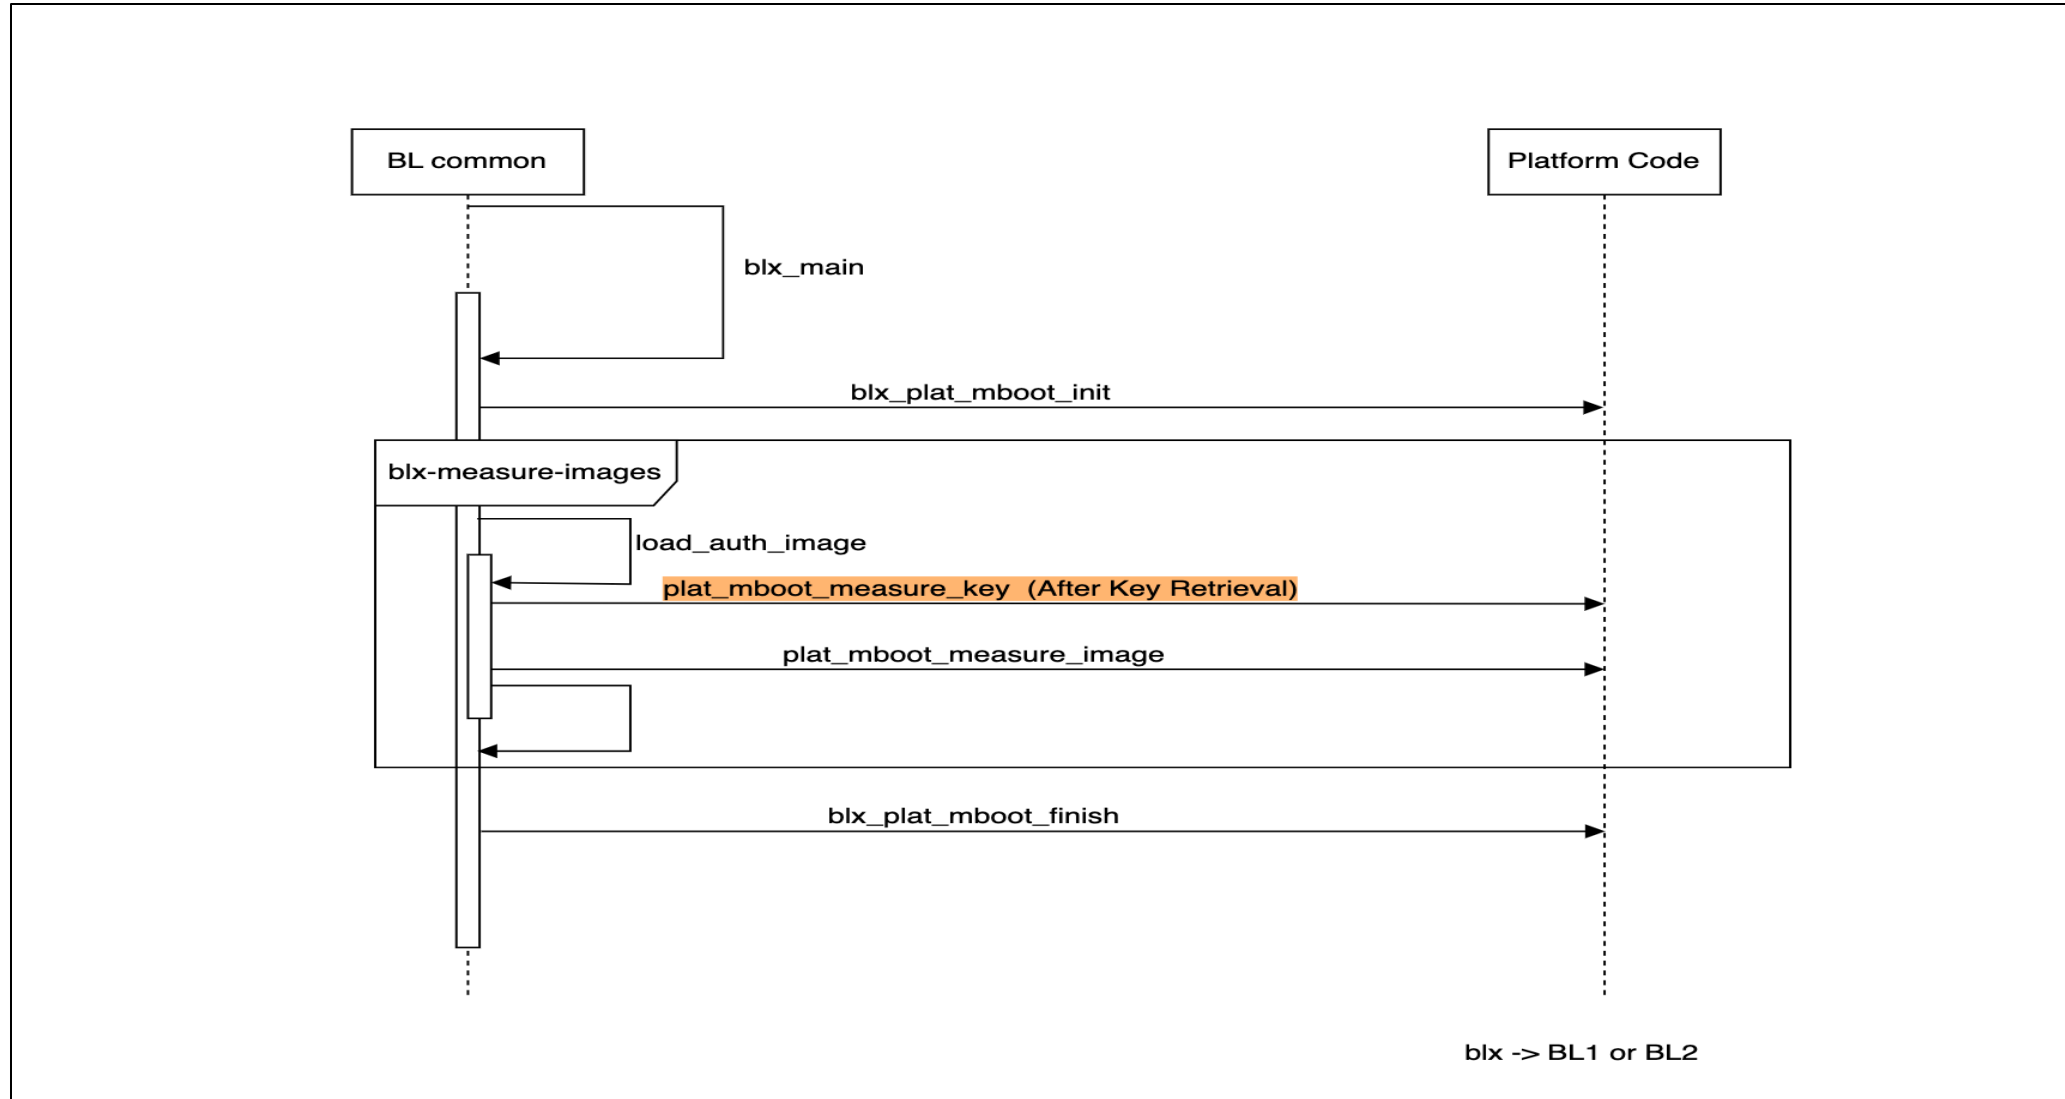 BL common
Platform Code
blx_main
blx_plat_mboot_init
blx-measure-images
load_auth_image
plat_mboot_measure_key (After Key Retrieval)
plat_mboot_measure_image
blx_plat_mboot_finish
blx -> BL1 or BL2